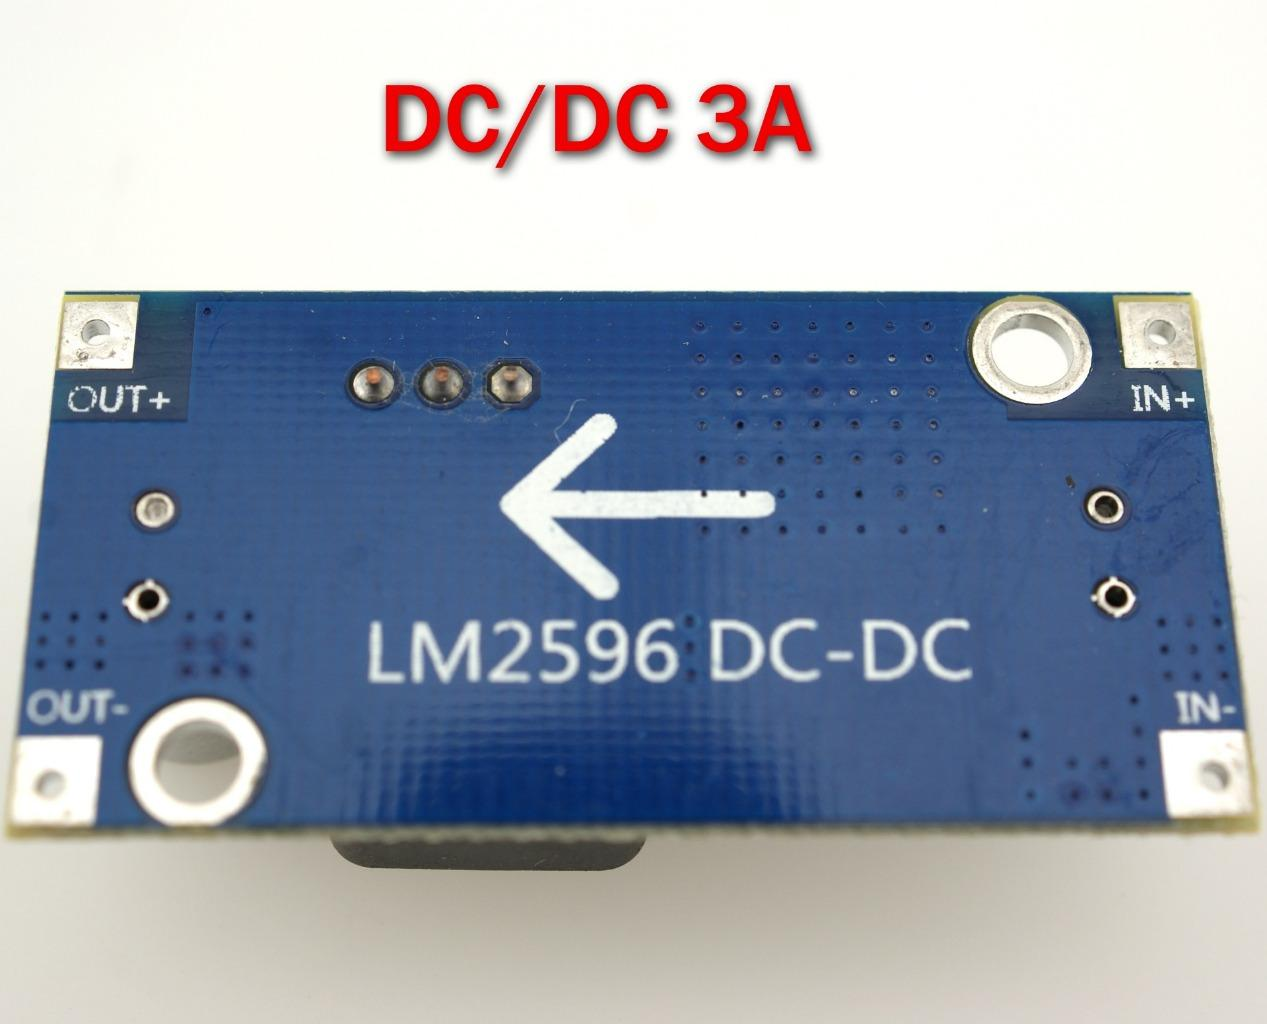 DC/DC 3A
OUT+
IN+
LM2596 DC-DC
OUT-
IN-